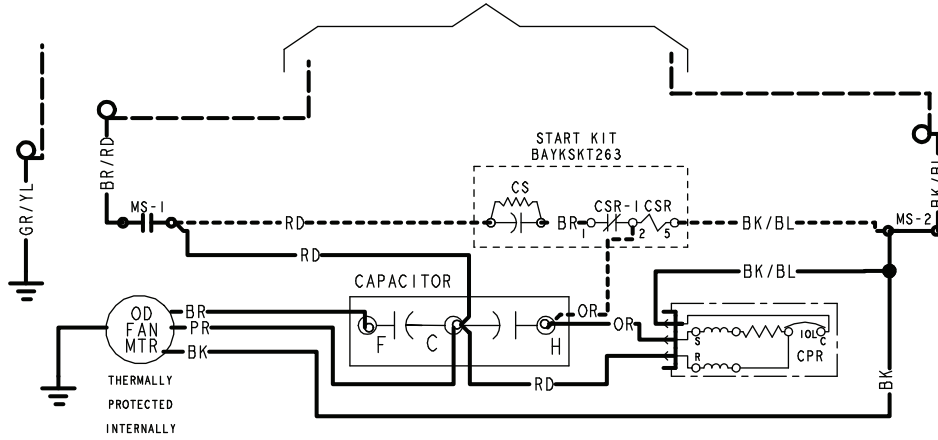 START KIT
BAYKSKT263
BR/RD
BK/BL
GR/YL
CS
CSR-1 CSR
MS-1
RD
BR
1
2
5
BK/BL
MS-2
RD
BK/BL
CAPACITOR
OD
FAN
MTR
BR
PR
BK
F
C
H
OR
OR
S
R
IOL
C
CPR
RD
BK
THERMALLY
PROTECTED
INTERNALLY